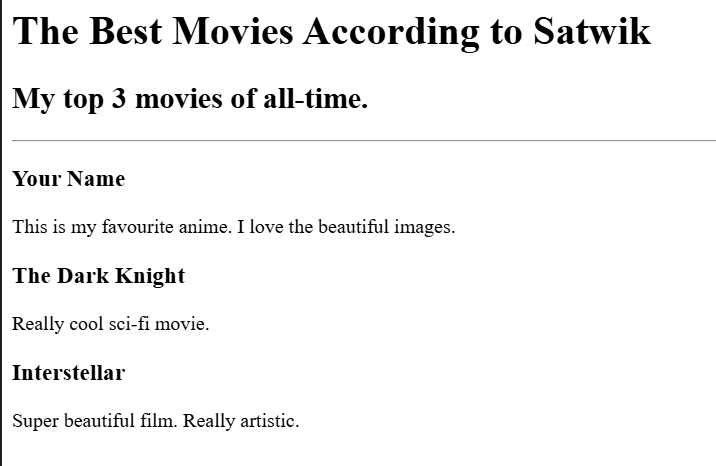 The Best Movies According to Satwik
My top 3 movies of all-time.
Your Name
This is my favourite anime. I love the beautiful images.
The Dark Knight
Really cool sci-fi movie.
Interstellar
Super beautiful film. Really artistic.